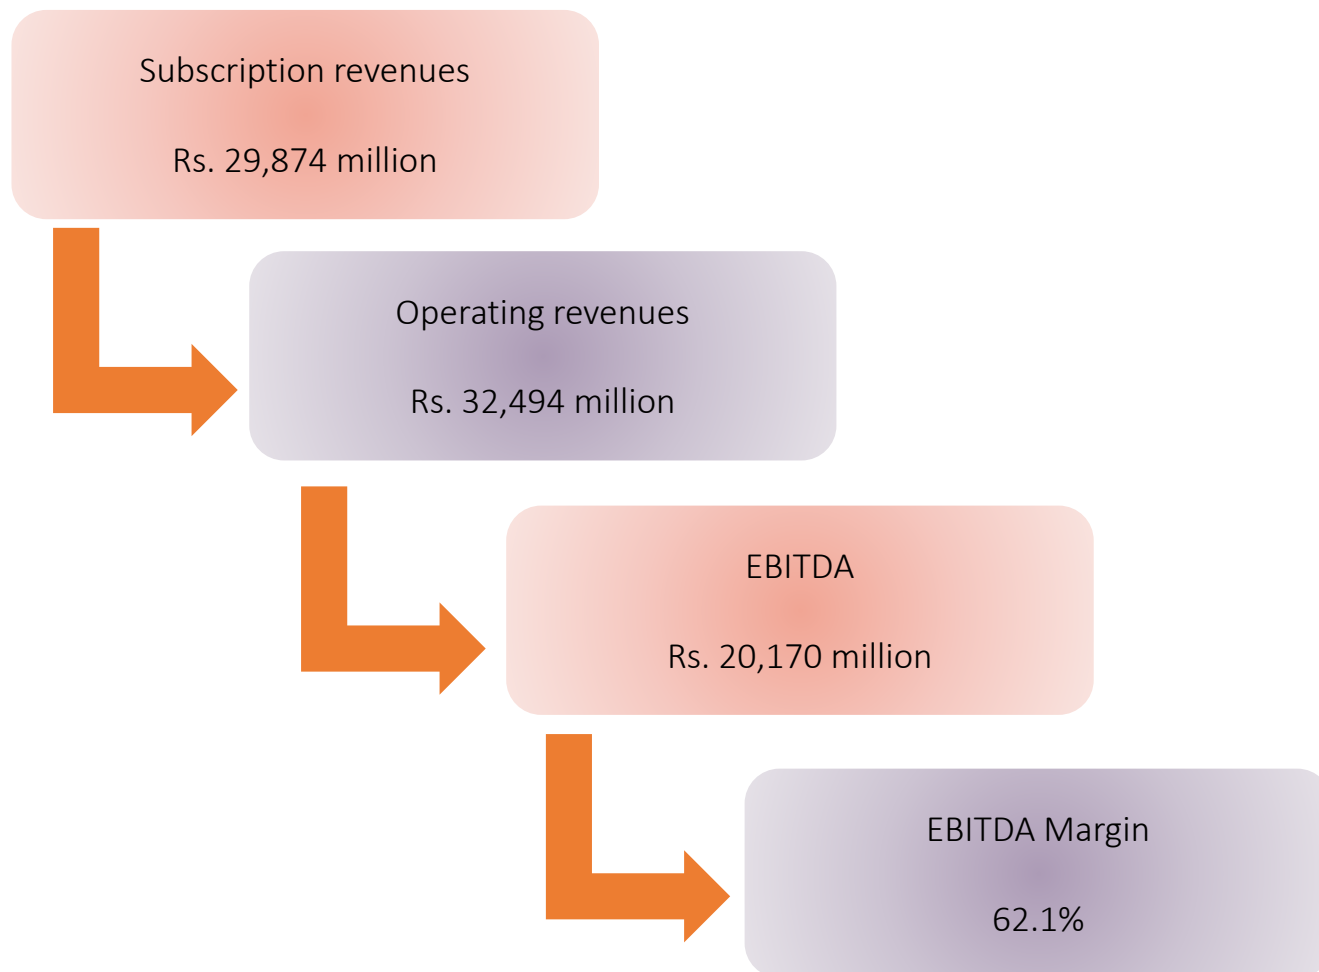 Subscription revenues
Rs. 29,874 million
Operating revenues
Rs. 32,494 million
EBITDA
Rs. 20,170 million
EBITDA Margin
62.1%